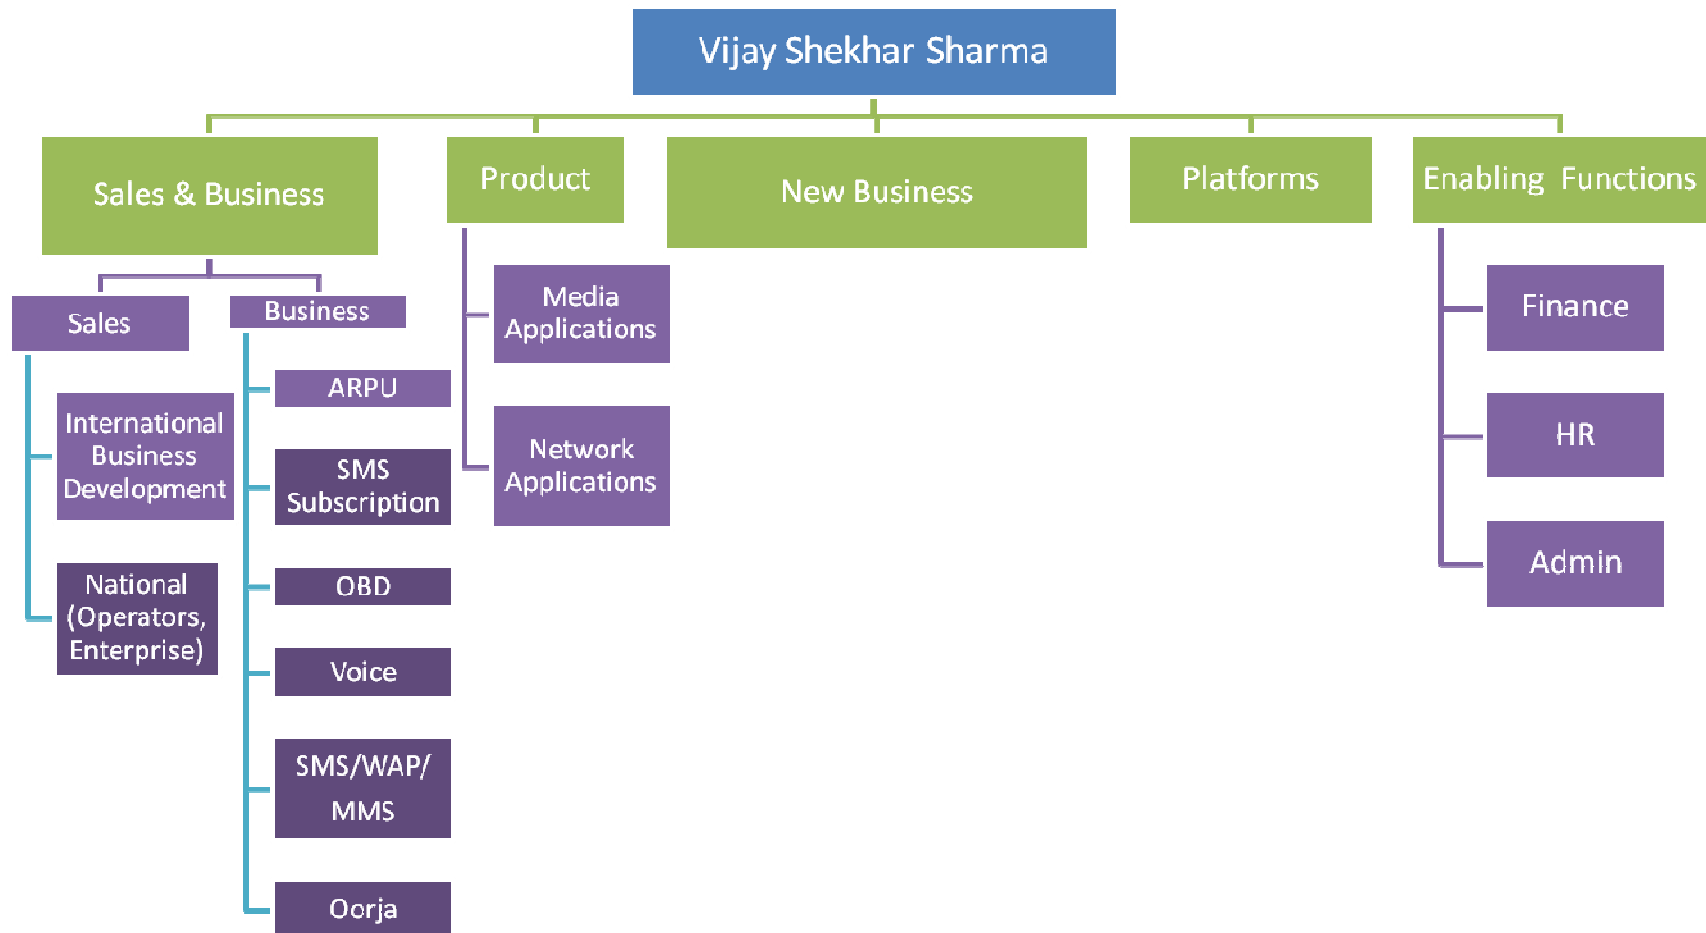 Vijay Shekhar Sharma
Sales & Business
Product
New Business
Platforms
Enabling Functions
Sales
International
Business
Development
National
(Operators,
Enterprise)
Business
ARPU
SMS
Subscription
OBD
Voice
SMS/WAP/
MMS
Oorja
Media
Applications
Network
Applications
Finance
HR
Admin